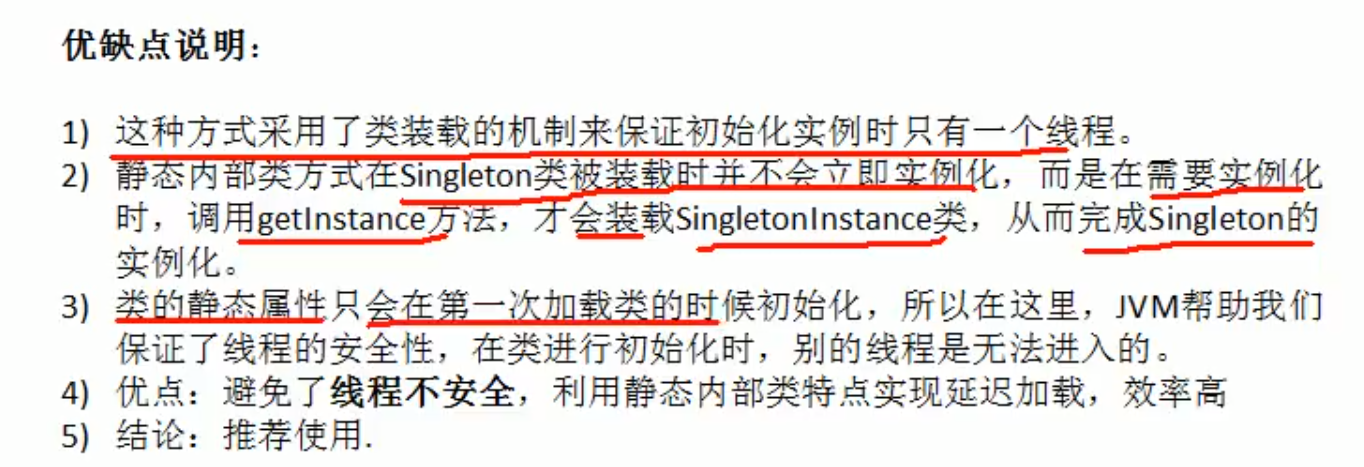 优缺点说明：
1) 这种方式采用了类装载的机制来保证初始化实例时只有一个线程。
2) 静态内部类方式在Singleton类被装载时并不会立即实例化，而是在需要实例化
时，调用getInstance方法，才会装载SingletonInstance类，从而完成Singleton的
实例化。
3) 类的静态属性只会在第一次加载类的时候初始化，所以在这里，JVM帮助我们
保证了线程的安全性，在类进行初始化时，别的线程是无法进入的。
4) 优点：避免了线程不安全，利用静态内部类特点实现延迟加载，效率高
5) 结论：推荐使用.